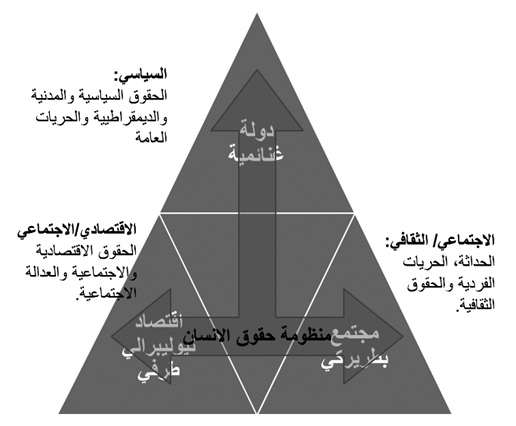 السياسي:
الحقوق السياسية والمدنية
والديمقراطيية والحريات
العامة
دولة
غنائمية
الاقتصادي/الاجتماعي
الحقوق الاقتصادية
والاجتماعية والعدالة
الاجتماعية.
الاجتماعي/ الثقافي:
الحداثة، الحريات
الفردية والحقوق
الثقافية.
منظومة حقوق الانسان
اقتصاد
نيوليبرالي
طرفي
مجتمع
بطريركي